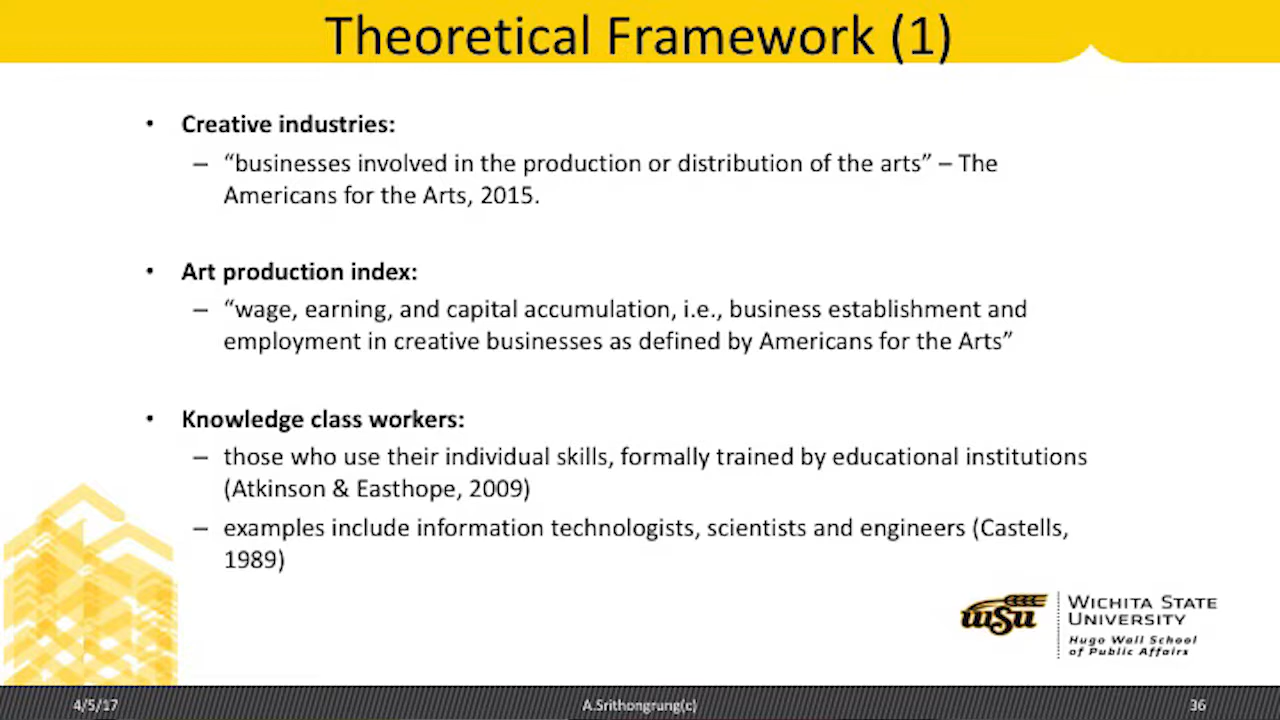 Theoretical Framework (1)
• Creative industries:
– “businesses involved in the production or distribution of the arts” – The
Americans for the Arts, 2015.
• Art production index:
– “wage, earning, and capital accumulation, i.e., business establishment and
employment in creative businesses as defined by Americans for the Arts”
• Knowledge class workers:
– those who use their individual skills, formally trained by educational institutions
(Atkinson & Easthope, 2009)
– examples include information technologists, scientists and engineers (Castells,
1989)
WSU
WICHITA STATE
UNIVERSITY
Hugo Wall School
of Public Affairs
4/5/17
A.Srithongrung(c)
36